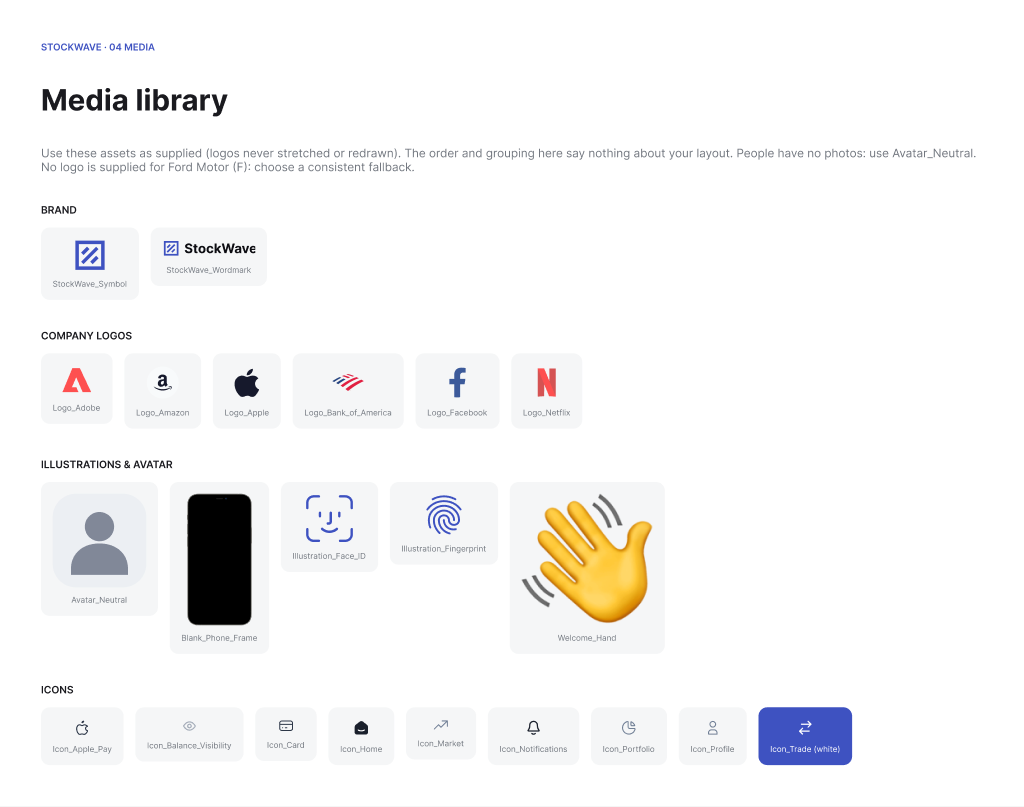 STOCKWAVE · 04 MEDIA
Media library
Use these assets as supplied (logos never stretched or redrawn). The order and grouping here say nothing about your layout. People have no photos: use Avatar_Neutral.
No logo is supplied for Ford Motor (F): choose a consistent fallback.
BRAND
StockWave
StockWave_Symbol
StockWave_Wordmark
COMPANY LOGOS
a
Logo_Adobe
Logo_Amazon
Logo_Apple
Logo_Bank_of_America
Logo_Facebook
Logo_Netflix
ILLUSTRATIONS & AVATAR
Avatar_Neutral
Blank_Phone_Frame
Illustration_Face_ID
Illustration_Fingerprint
Welcome_Hand
ICONS
Icon_Apple_Pay
Icon_Balance_Visibility
Icon_Card
Icon_Home
Icon_Market
Icon_Notifications
Icon_Portfolio
Icon_Profile
Icon_Trade (white)